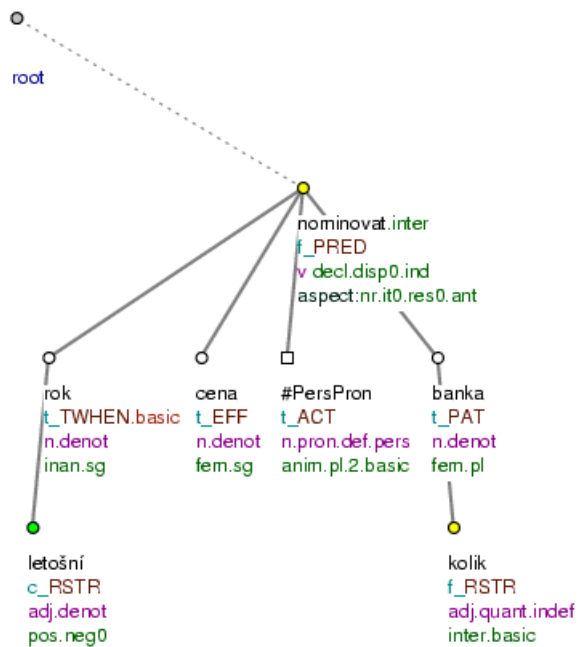 root
nominovat.inter
f_PRED
v decl.disp0.ind
aspect:nr.it0.res0.ant
rok
t_TWHEN.basic
n.denot
inan.sg
cena
t_EFF
n.denot
fem.sg
#PersPron
t_ACT
n.pron.def.pers
anim.pl.2.basic
banka
t_PAT
n.denot
fem.pl
letošní
c_RSTR
adj.denot
pos.neg0
kolik
f_RSTR
adj.quant.indef
inter.basic